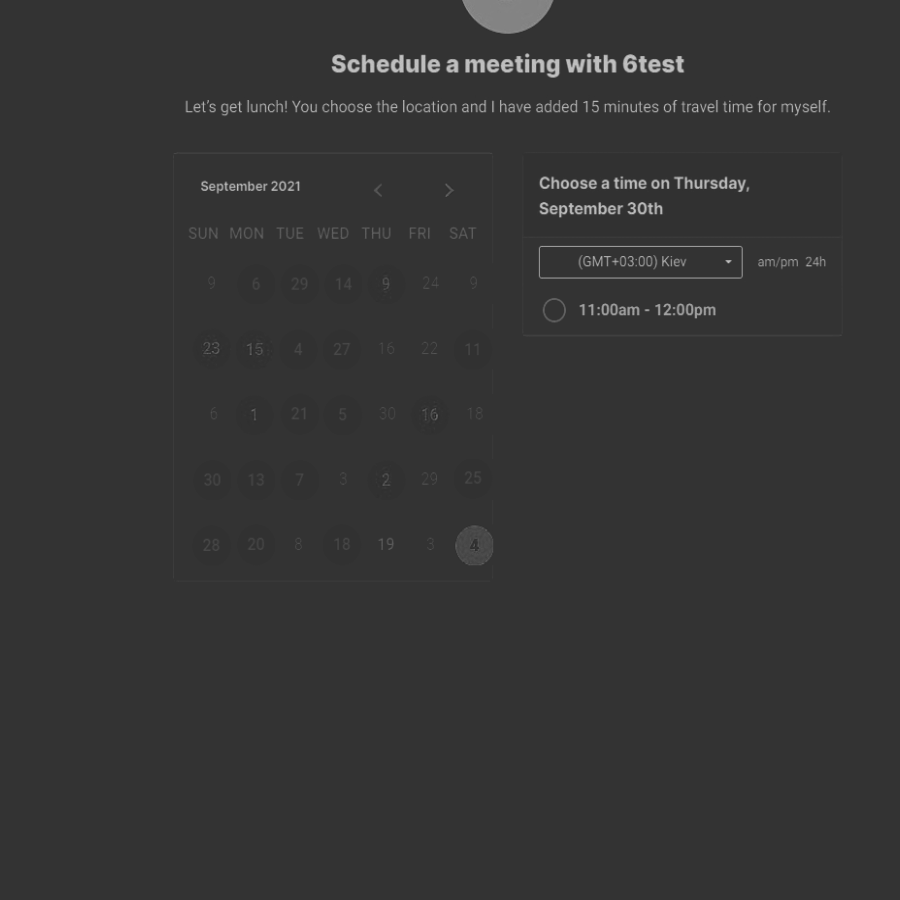 Schedule a meeting with 6test
Let's get lunch! You choose the location and I have added 15 minutes of travel time for myself.
September 2021
SUN MON TUE WED THU FRI SAT
9 6 29 14 9 24 9
23 15 4 27 16 22 11
6 1 21 5 30 16 18
30 13 7 3 2 29 25
28 20 8 18 19 3 4
Choose a time on Thursday,
September 30th
(GMT+03:00) Kiev am/pm 24h
11:00am - 12:00pm